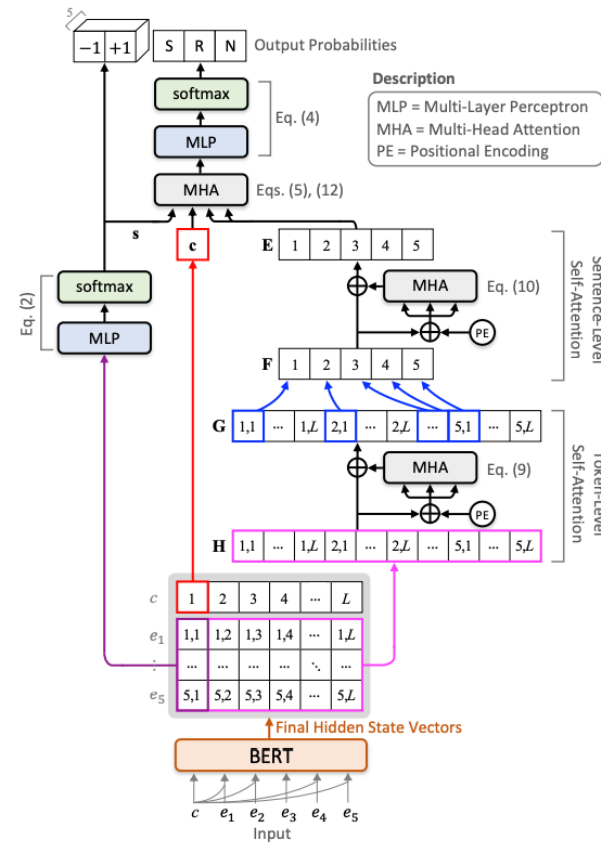 5
−1 +1
S R N
Output Probabilities
softmax
MLP
Eq. (4)
Description
MLP = Multi-Layer Perceptron
MHA = Multi-Head Attention
PE = Positional Encoding
MHA
Eqs. (5), (12)
s
c
E 1 2 3 4 5
softmax
MLP
Eq. (2)
MHA
Eq. (10)
PE
Sentence-Level
Self-Attention
F 1 2 3 4 5
G 1,1 ... 1,L 2,1 ... 2,L ... 5,1 ... 5,L
MHA
Eq. (9)
PE
Token-Level
Self-Attention
H 1,1 ... 1,L 2,1 ... 2,L ... 5,1 ... 5,L
c 1 2 3 4 ... L
e₁ 1,1 1,2 1,3 1,4 ... 1,L
⋮ ... ... ... ... ⋱ ...
e₅ 5,1 5,2 5,3 5,4 ... 5,L
Final Hidden State Vectors
BERT
c e₁ e₂ e₃ e₄ e₅
Input